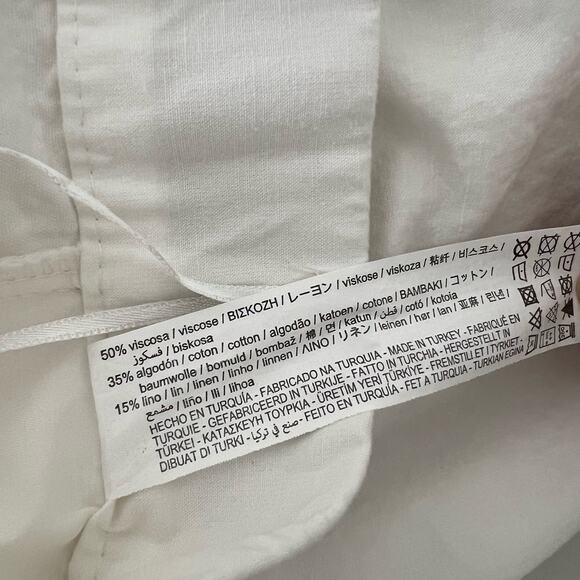 50% viscosa / viscose / ΒΙΣΚΟΖΗ / レーヨン / viskose / viskoza / 粘纤 / 비스코스 /
فسكوز / biskosa
35% algodón / coton / cotton / algodão / katoen / cotone / ΒΑΜΒΑΚΙ / コットン /
baumwolle / bomuld / bombaž / 棉 / 면 / katun / قطن / cotó / kotoia
15% lino / lin / linen / linho / linnen / ΛΙΝΟ / リネン / leinen / hør / lan / 亚麻 / 린넨 /
مشمع / liño / lli / lihoa
HECHO EN TURQUÍA - FABRICADO NA TURQUIA - MADE IN TURKEY - FABRIQUÉ EN
TURQUIE - GEFABRICEERD IN TURKIJE - FATTO IN TURCHIA - HERGESTELLT IN
TÜRKEI - ΚΑΤΑΣΚΕΥΗ ΤΟΥΡΚΙΑ - ÜRETİM YERİ TÜRKİYE - FREMSTILLET I TYRKIET -
DIBUAT DI TURKI - صنع في تركيا - FEITO EN TURQUÍA - FET A TURQUIA - TURKIAN EGINA